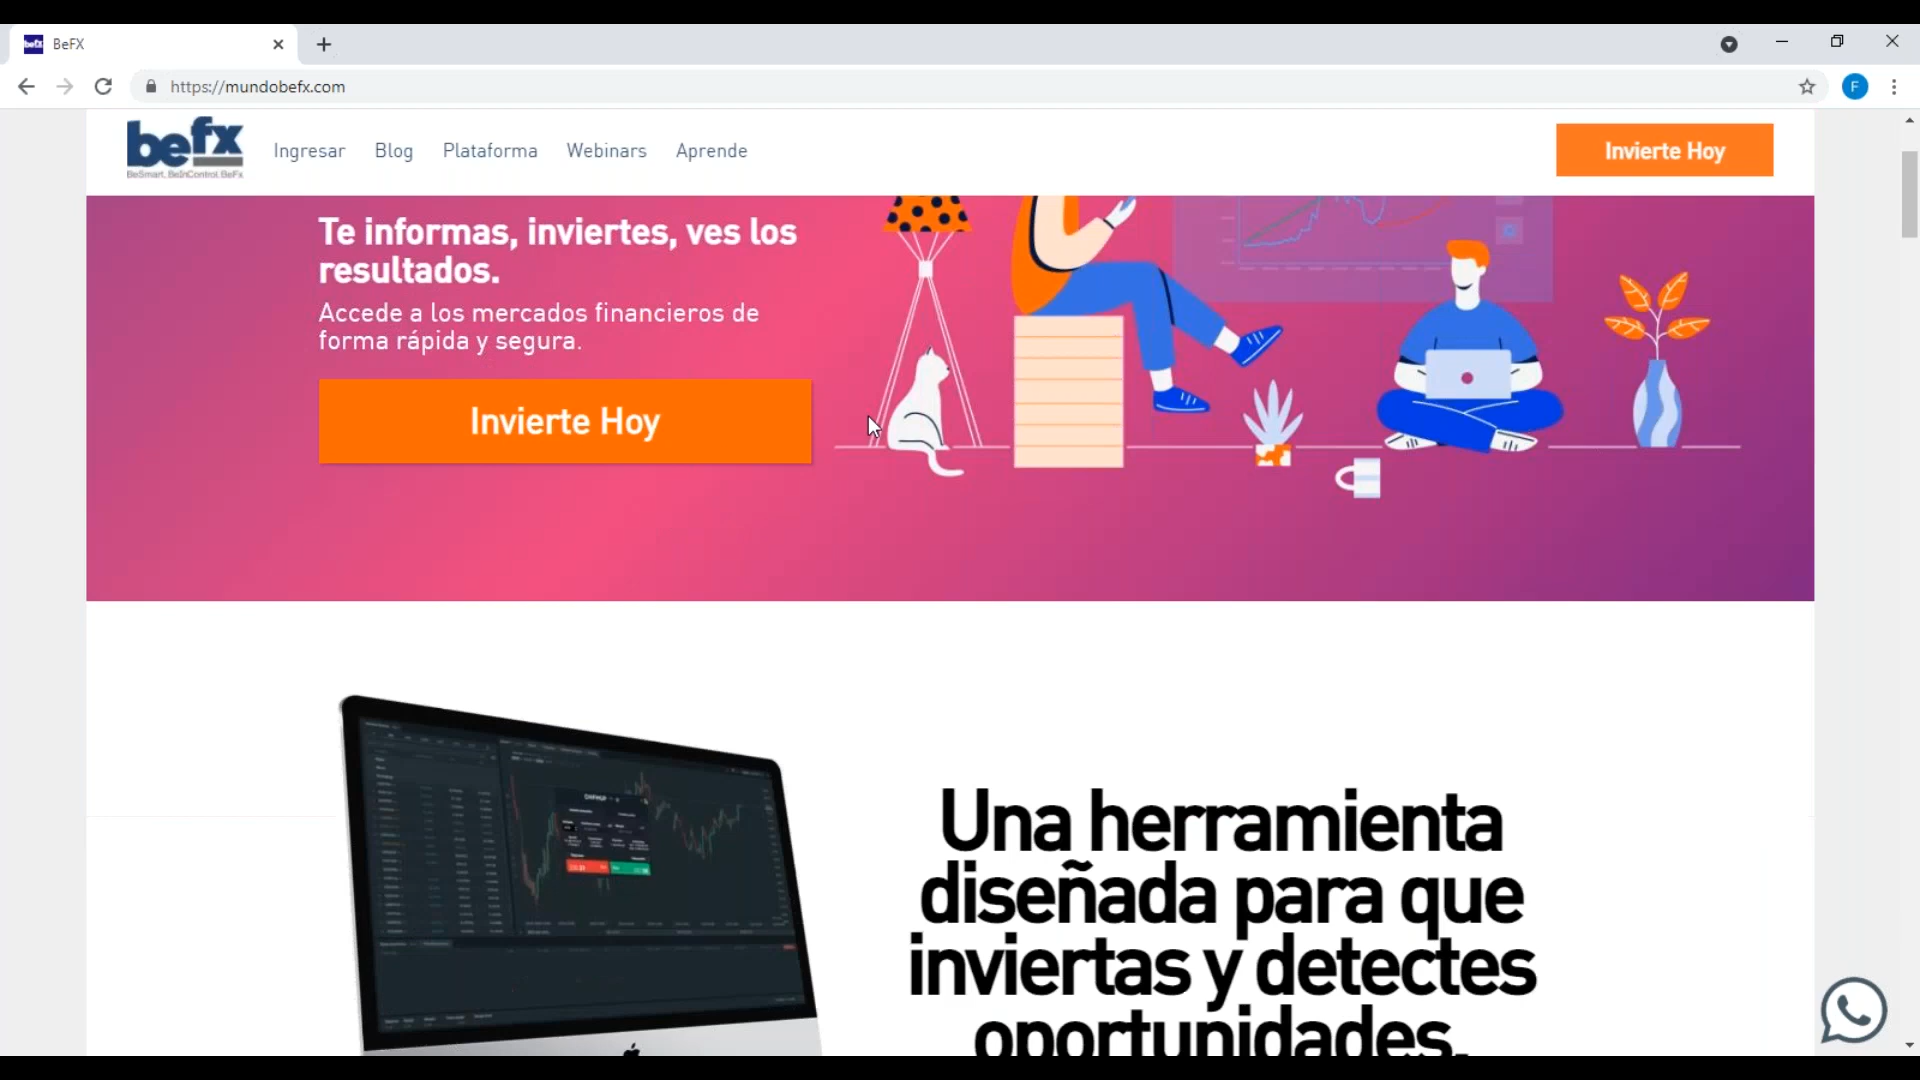 BeFX
https://mundobefx.com
befx
BeSmart. BeInControl. BeFx
Ingresar Blog Plataforma Webinars Aprende
Invierte Hoy
F
Te informas, inviertes, ves los
resultados.
Accede a los mercados financieros de
forma rápida y segura.
Invierte Hoy
Una herramienta
diseñada para que
inviertas y detectes
oportunidades.